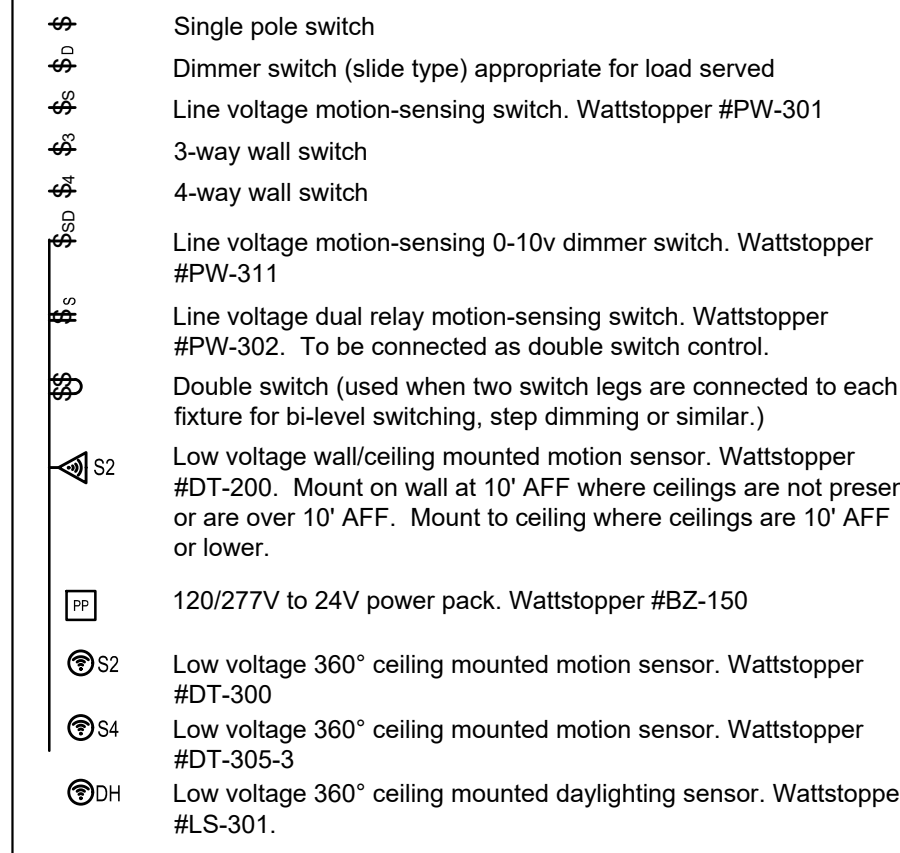 $ Single pole switch
$D Dimmer switch (slide type) appropriate for load served
$S Line voltage motion-sensing switch. Wattstopper #PW-301
$3 3-way wall switch
$4 4-way wall switch
$SD Line voltage motion-sensing 0-10v dimmer switch. Wattstopper
#PW-311
$S Line voltage dual relay motion-sensing switch. Wattstopper
#PW-302. To be connected as double switch control.
$$ Double switch (used when two switch legs are connected to each
fixture for bi-level switching, step dimming or similar.)
S2 Low voltage wall/ceiling mounted motion sensor. Wattstopper
#DT-200. Mount on wall at 10' AFF where ceilings are not preser
or are over 10' AFF. Mount to ceiling where ceilings are 10' AFF
or lower.
PP 120/277V to 24V power pack. Wattstopper #BZ-150
S2 Low voltage 360° ceiling mounted motion sensor. Wattstopper
#DT-300
S4 Low voltage 360° ceiling mounted motion sensor. Wattstopper
#DT-305-3
DH Low voltage 360° ceiling mounted daylighting sensor. Wattstoppe
#LS-301.